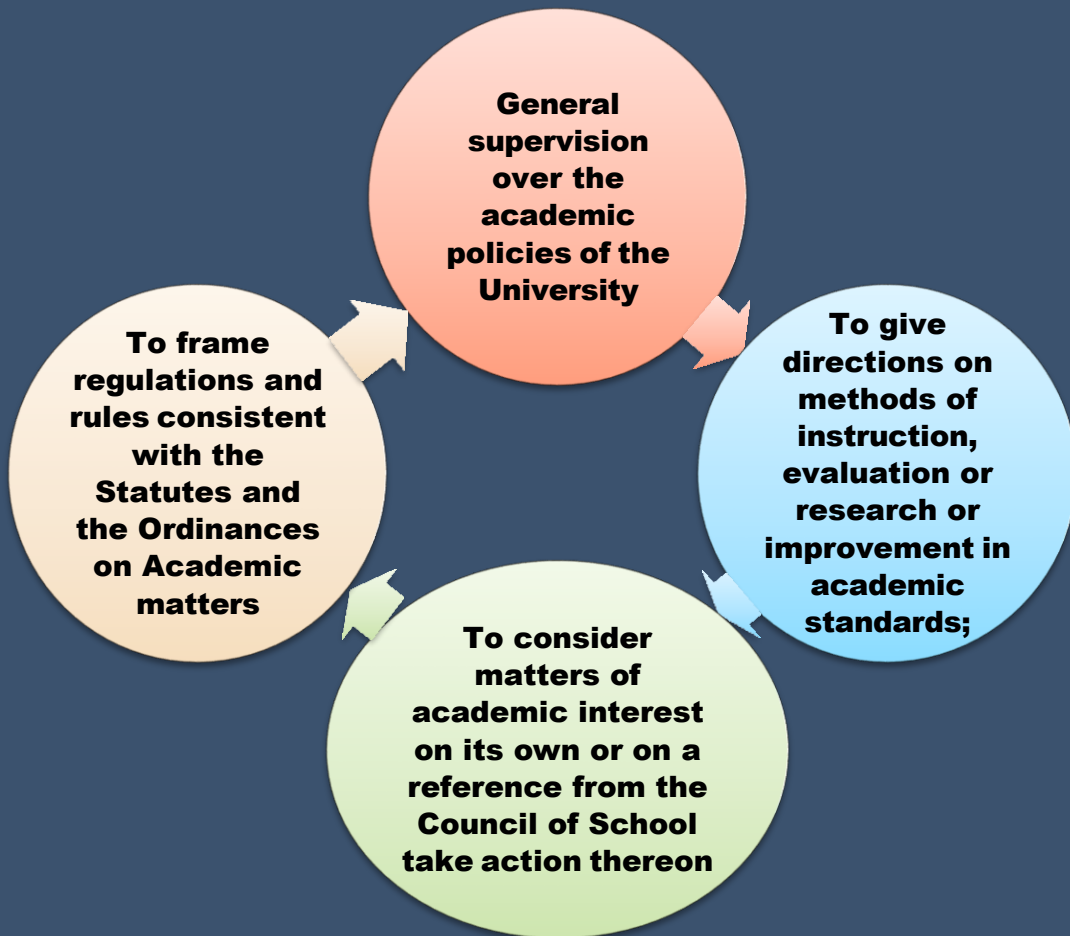 General
supervision
over the
academic
policies of the
University
To give
directions on
methods of
instruction,
evaluation or
research or
improvement in
academic
standards;
To consider
matters of
academic interest
on its own or on a
reference from the
Council of School
take action thereon
To frame
regulations and
rules consistent
with the
Statutes and
the Ordinances
on Academic
matters